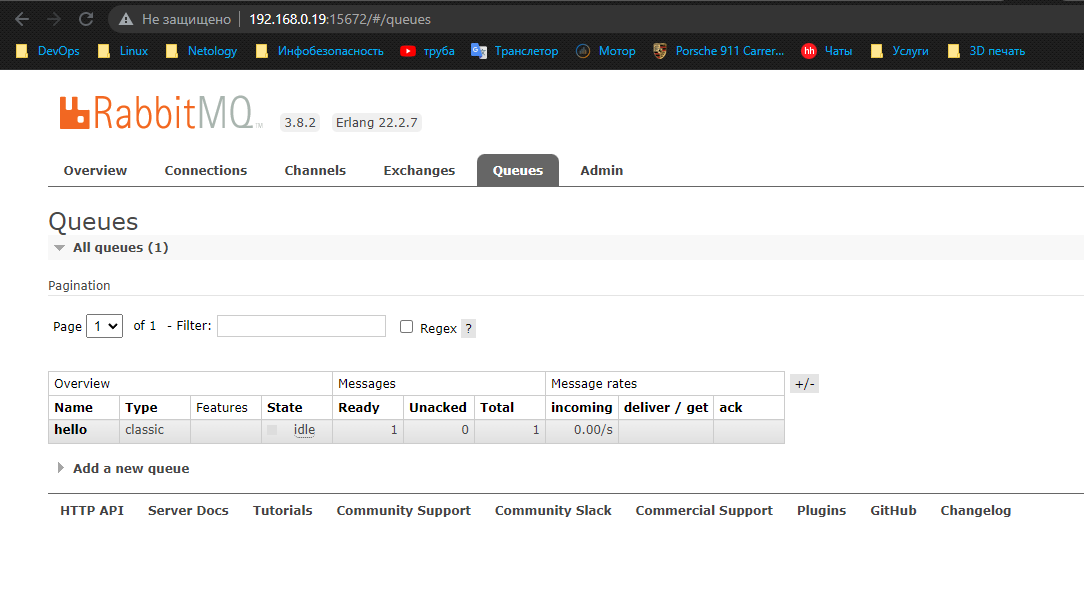 Не защищено 192.168.0.19:15672/#/queues
DevOps Linux Netology Инфобезопасность труба Транслетор Мотор Porsche 911 Carrer... hh Чаты Услуги 3D печать
RabbitMQ TM 3.8.2 Erlang 22.2.7
Overview Connections Channels Exchanges Queues Admin
Queues
All queues (1)
Pagination
Page 1 of 1 - Filter: Regex ?
Overview Messages Message rates +/-
Name Type Features State Ready Unacked Total incoming deliver / get ack
hello classic idle 1 0 1 0.00/s
Add a new queue
HTTP API Server Docs Tutorials Community Support Community Slack Commercial Support Plugins GitHub Changelog